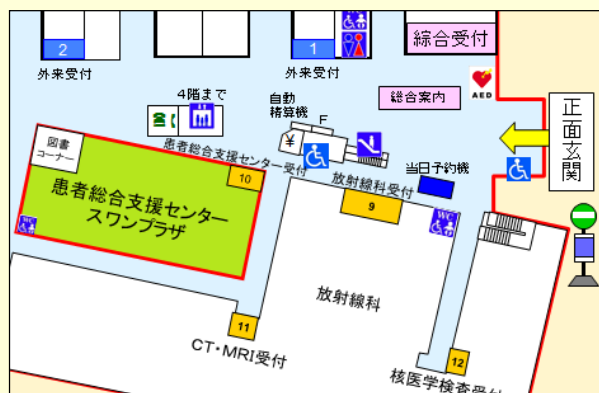 綜合受付
2
1
外来受付
外来受付
総合案内
AED
正面玄関
4階まで
自動
精算機
F
¥
図書
コーナー
患者総合支援センター受付
当日予約機
10
放射線科受付
9
WC
患者総合支援センター
スワンプラザ
WC
放射線科
11
CT・MRI受付
12
核医学検査受付